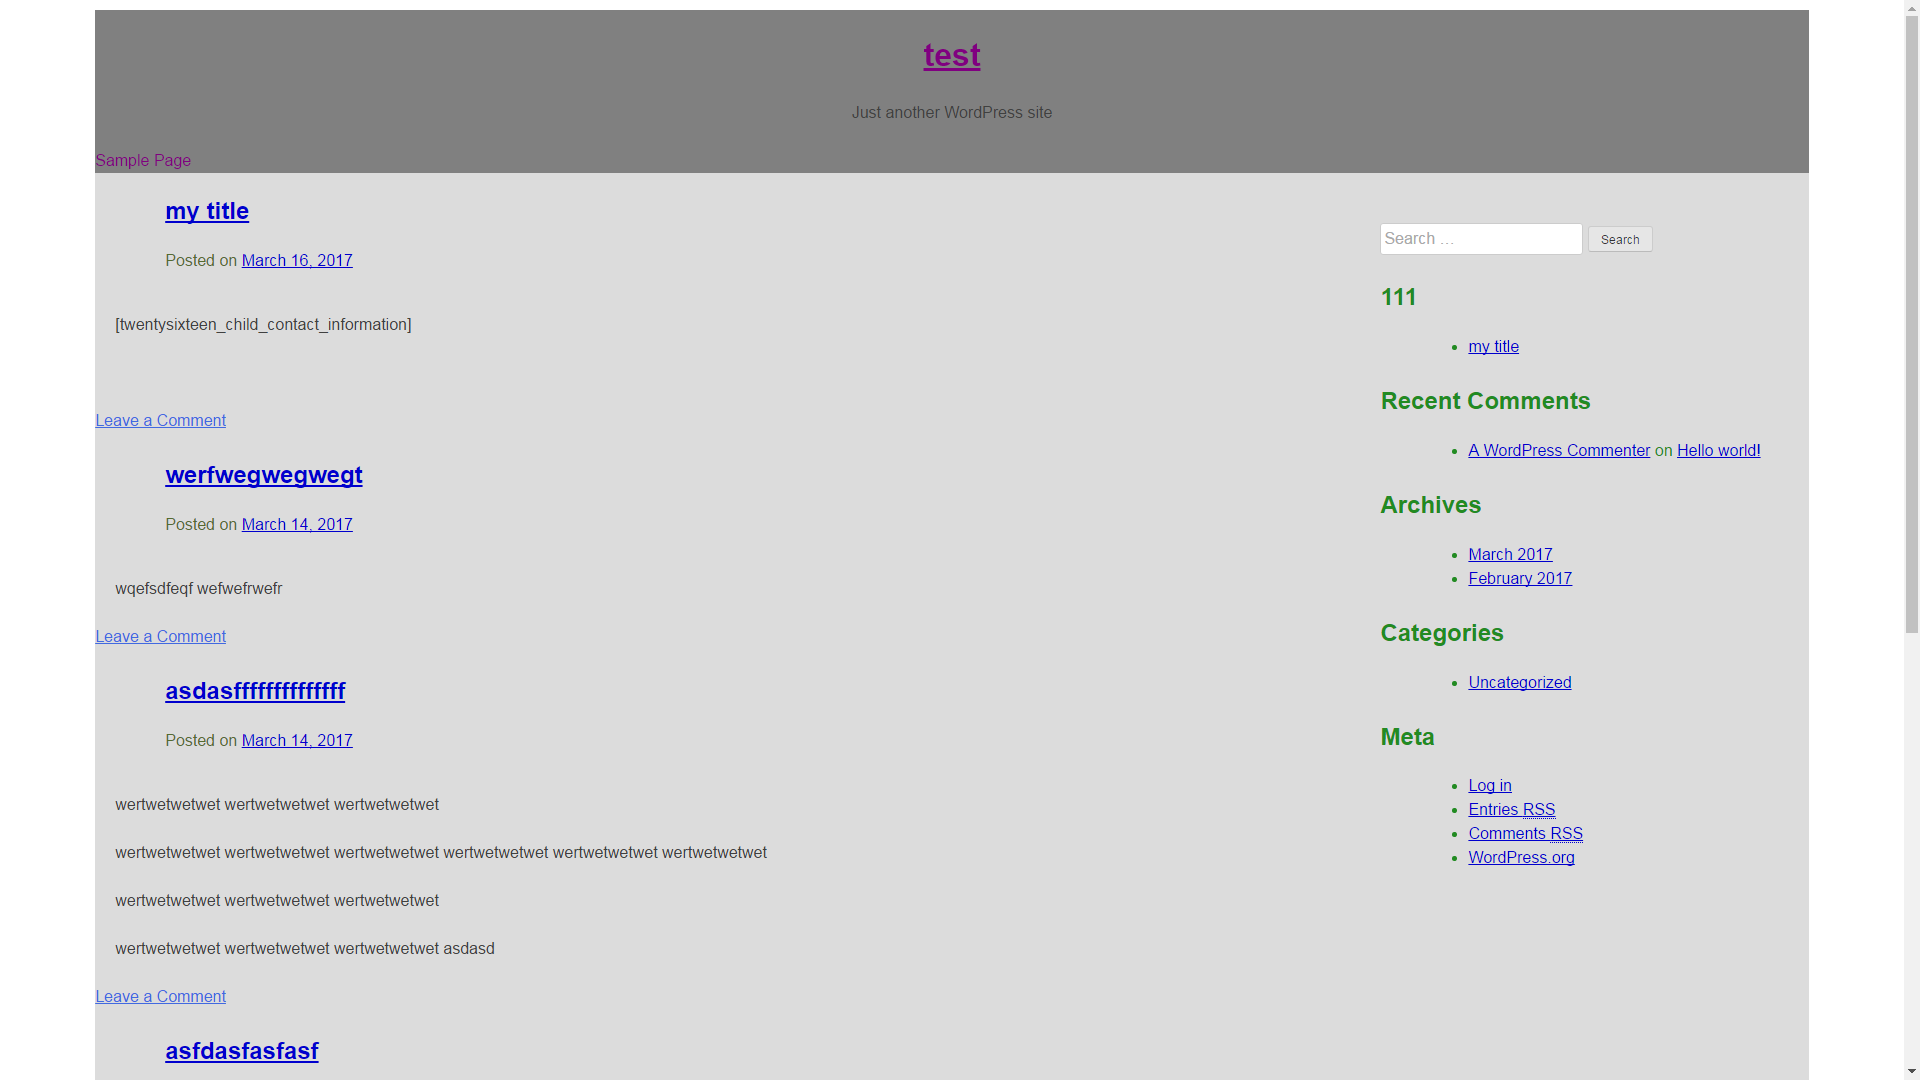 test
Just another WordPress site
Sample Page
my title
Posted on March 16, 2017
[twentysixteen_child_contact_information]
Leave a Comment
werfwegwegwegt
Posted on March 14, 2017
wqefsdfeqf wefwefrwefr
Leave a Comment
asdasffffffffffffff
Posted on March 14, 2017
wertwetwetwet wertwetwetwet wertwetwetwet
wertwetwetwet wertwetwetwet wertwetwetwet wertwetwetwet wertwetwetwet wertwetwetwet
wertwetwetwet wertwetwetwet wertwetwetwet
wertwetwetwet wertwetwetwet wertwetwetwet asdasd
Leave a Comment
asfdasfasfasf
Search …
Search
111
my title
Recent Comments
A WordPress Commenter on Hello world!
Archives
March 2017
February 2017
Categories
Uncategorized
Meta
Log in
Entries RSS
Comments RSS
WordPress.org